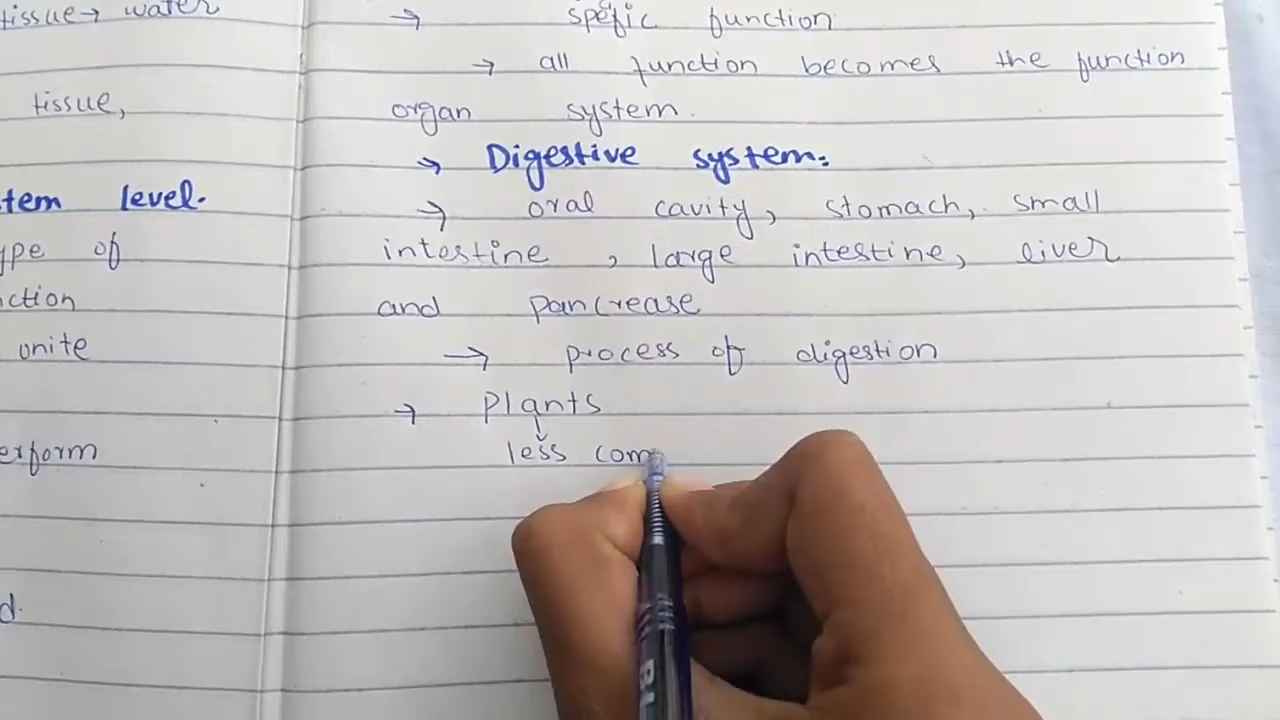 tissue → water
tissue,
tem level.
ype of
ction
unite
erform
d.
→ spefic function
→ all function becomes the function
organ system.
→ Digestive system:
→ oral cavity, stomach, small
intestine, large intestine, liver
and pancrease
→ process of digestion
→ Plants
↓
less com